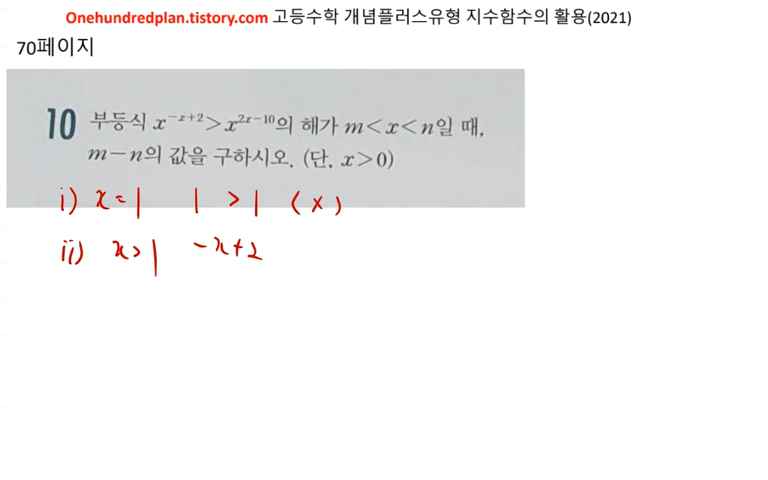 Onehundredplan.tistory.com 고등수학 개념플러스유형 지수함수의 활용(2021)
70페이지
10 부등식 x^{-x+2}>x^{2x-10}의 해가 m<x<n일 때,
m-n의 값을 구하시오. (단, x>0)
i) x=1 1 > 1 (x)
ii) x>1 -x+2